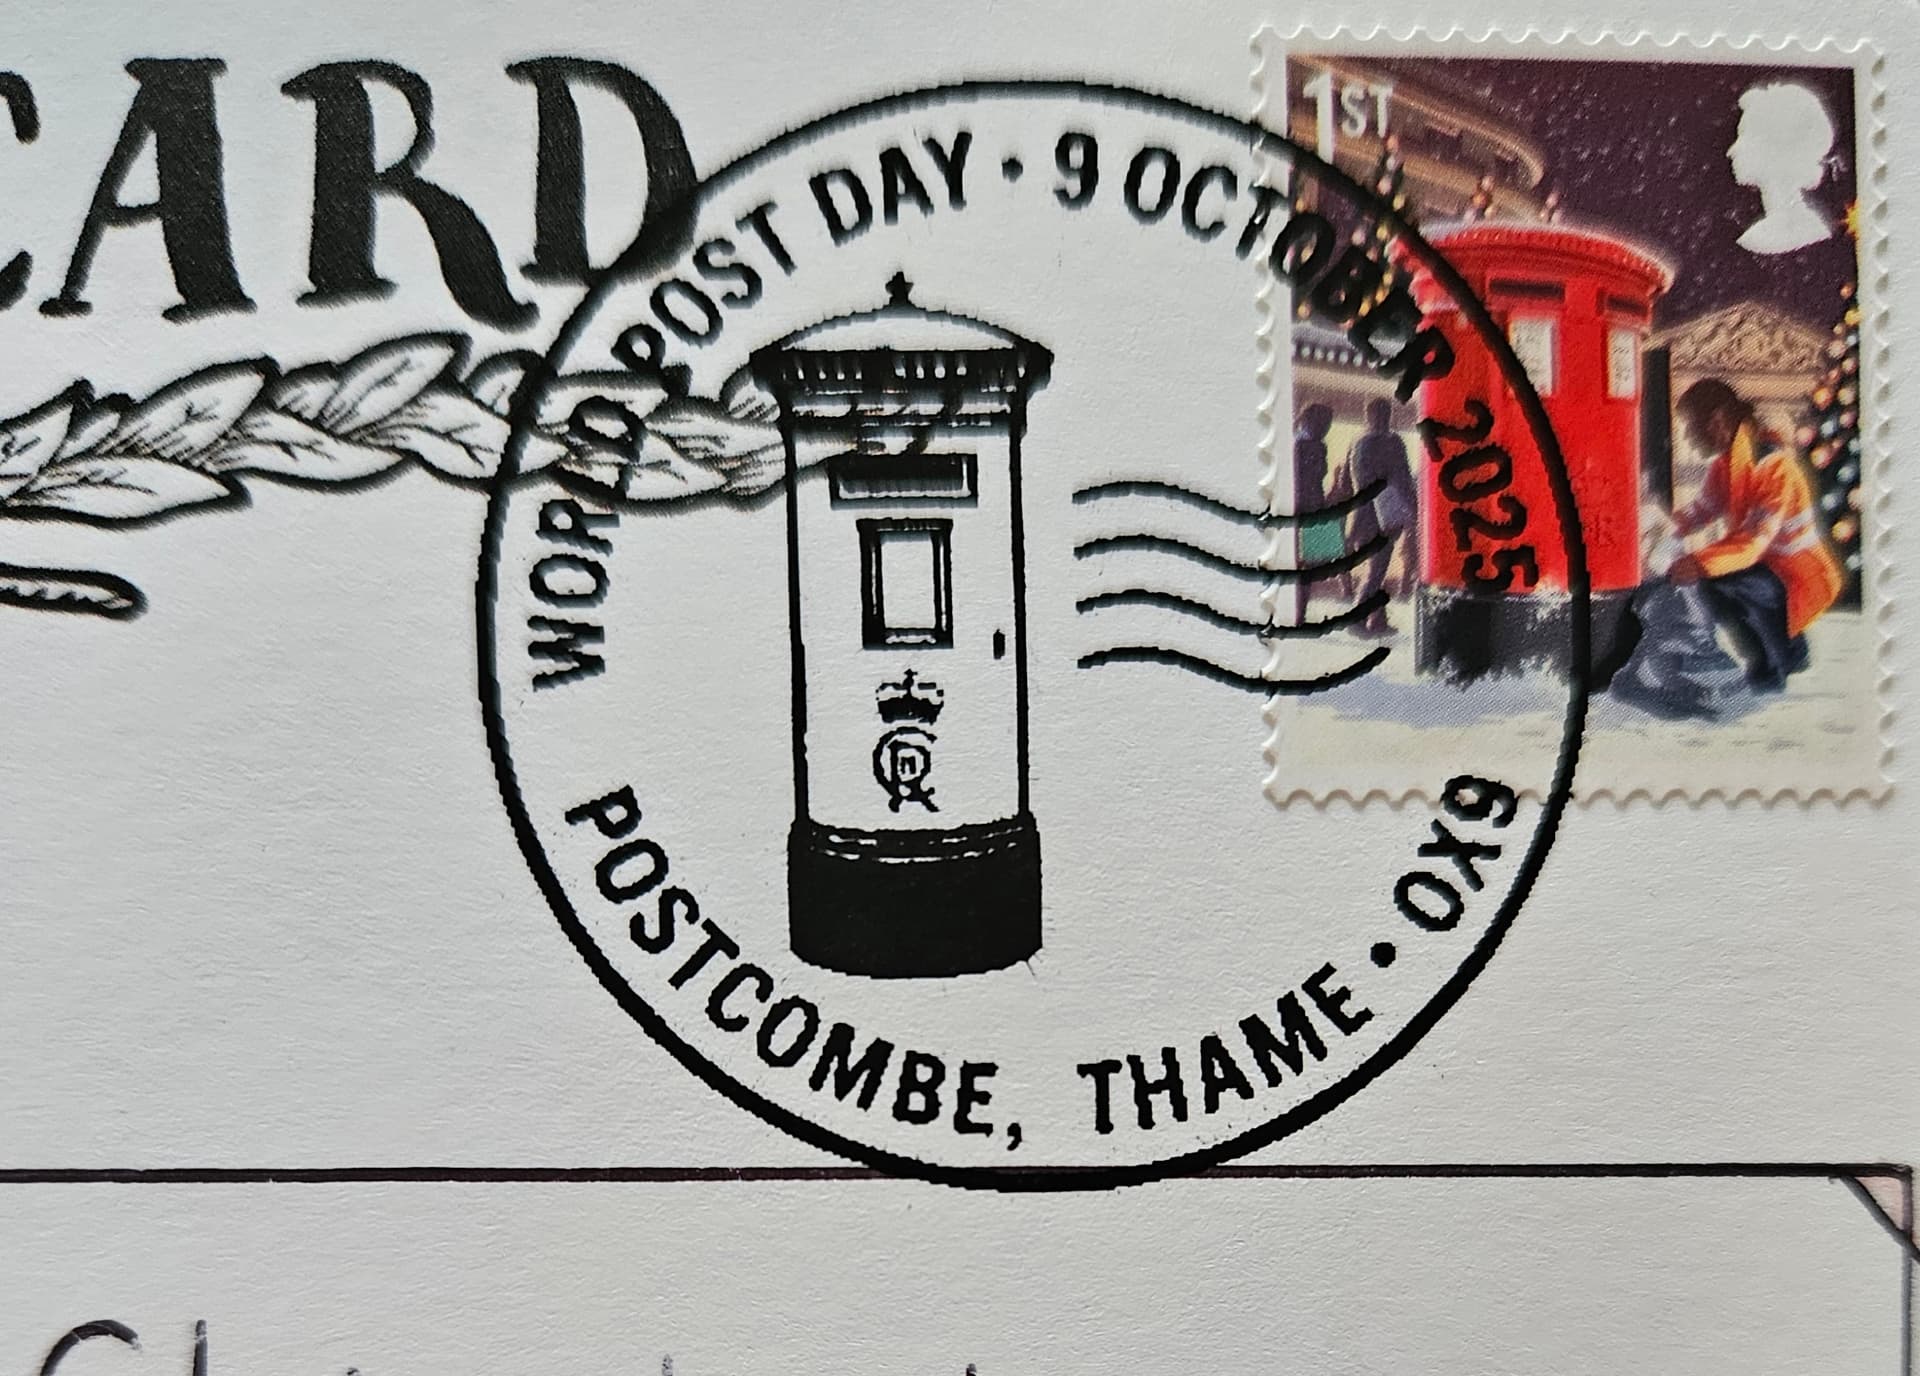 CARD
1ST
WORLD POST DAY · 9 OCTOBER 2025
POSTCOMBE, THAME · OX9